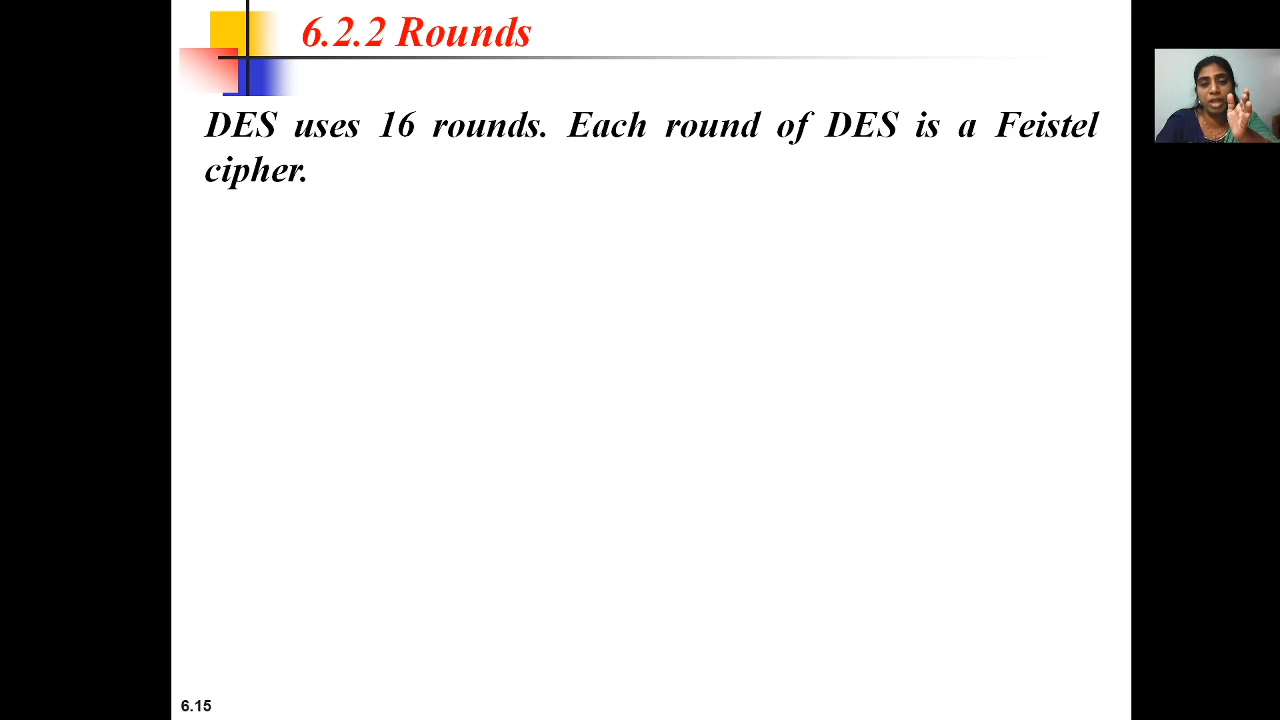 6.2.2 Rounds
DES uses 16 rounds. Each round of DES is a Feistel
cipher.
6.15